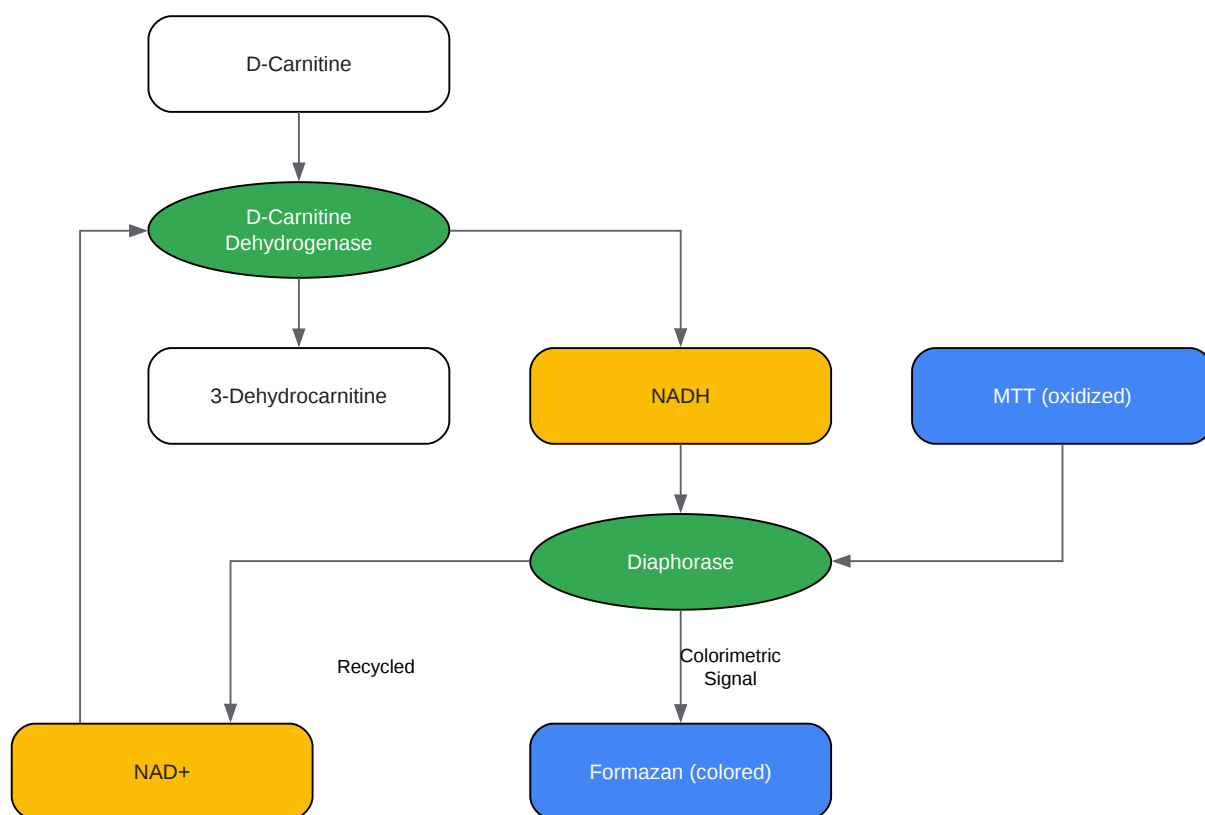 D-Carnitine
D-Carnitine
Dehydrogenase
3-Dehydrocarnitine
NADH
MTT (oxidized)
Diaphorase
Recycled
Colorimetric
Signal
NAD+
Formazan (colored)